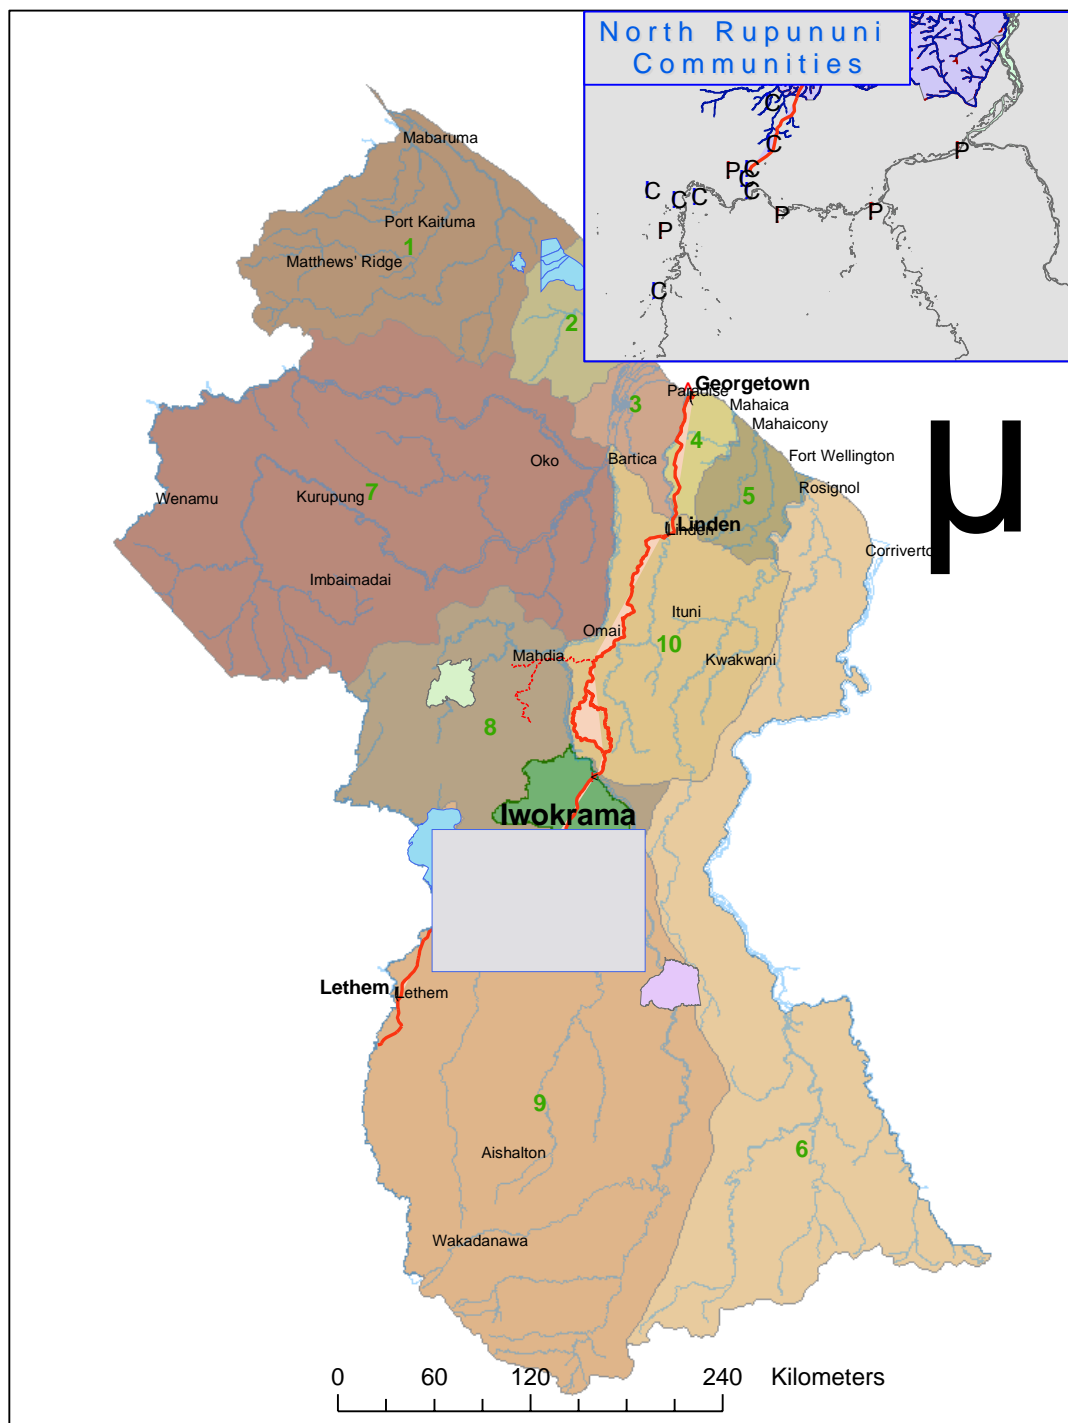 North Rupununi
Communities
C
C
P
C
P
C
C
C
C
C
P
P
P
C
Mabaruma
Port Kaituma
1
Matthews' Ridge
2
Georgetown
Paradise
3
Mahaica
Mahaicony
4
µ
Fort Wellington
Bartica
Oko
Rosignol
Wenamu
Kurupung
7
5
Linden
Linden
Corriverto
Imbaimadai
Ituni
Omai
10
Mahdia
Kwakwani
8
Iwokrama
Lethem
Lethem
9
Aishalton
6
Wakadanawa
0 60 120 240 Kilometers